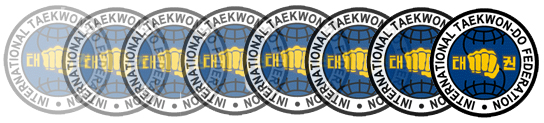 INTERNATIONAL TAEKWON-DO FEDERATION
태 권